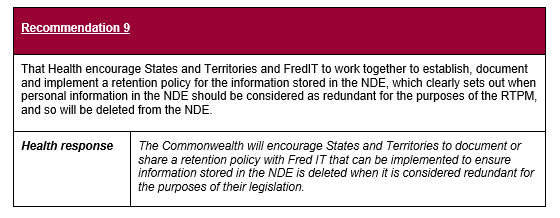 Recommendation 9
That Health encourage States and Territories and FredIT to work together to establish, document
and implement a retention policy for the information stored in the NDE, which clearly sets out when
personal information in the NDE should be considered as redundant for the purposes of the RTPM,
and so will be deleted from the NDE.
Health response
The Commonwealth will encourage States and Territories to document or
share a retention policy with Fred IT that can be implemented to ensure
information stored in the NDE is deleted when it is considered redundant for
the purposes of their legislation.